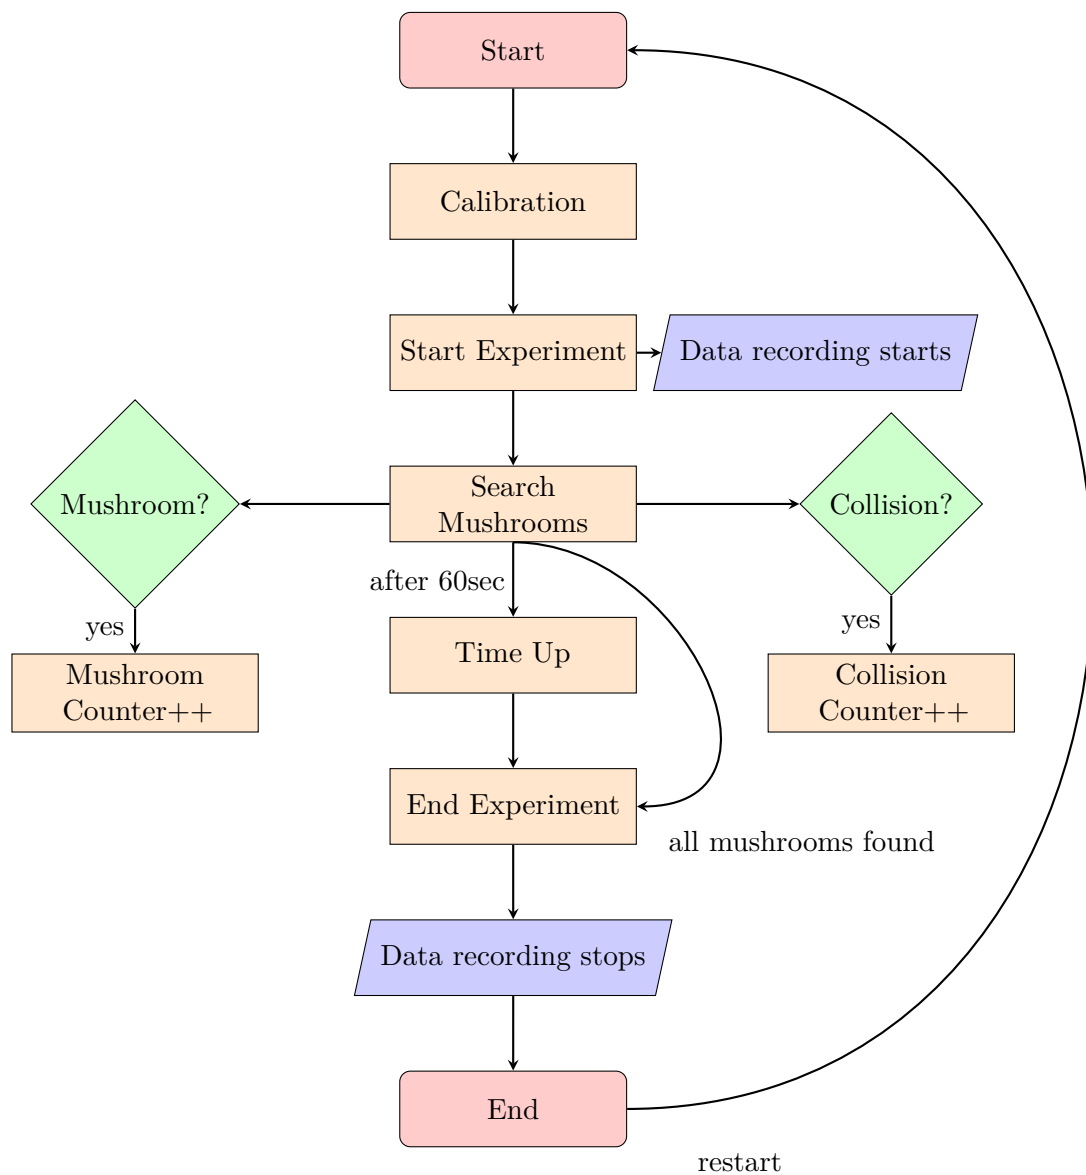 Start
Calibration
Start Experiment
Data recording starts
Mushroom?
Search
Mushrooms
Collision?
after 60sec
yes
yes
Time Up
Mushroom
Counter++
Collision
Counter++
End Experiment
all mushrooms found
Data recording stops
End
restart